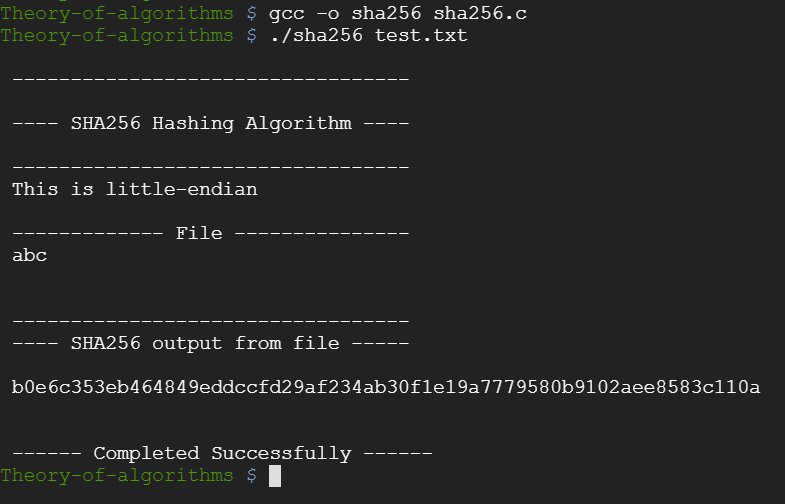 Theory-of-algorithms $ gcc -o sha256 sha256.c
Theory-of-algorithms $ ./sha256 test.txt
----------------------------------
---- SHA256 Hashing Algorithm ----
----------------------------------
This is little-endian
------------- File ---------------
abc
----------------------------------
---- SHA256 output from file -----
b0e6c353eb464849eddccfd29af234ab30f1e19a7779580b9102aee8583c110a
------ Completed Successfully ------
Theory-of-algorithms $